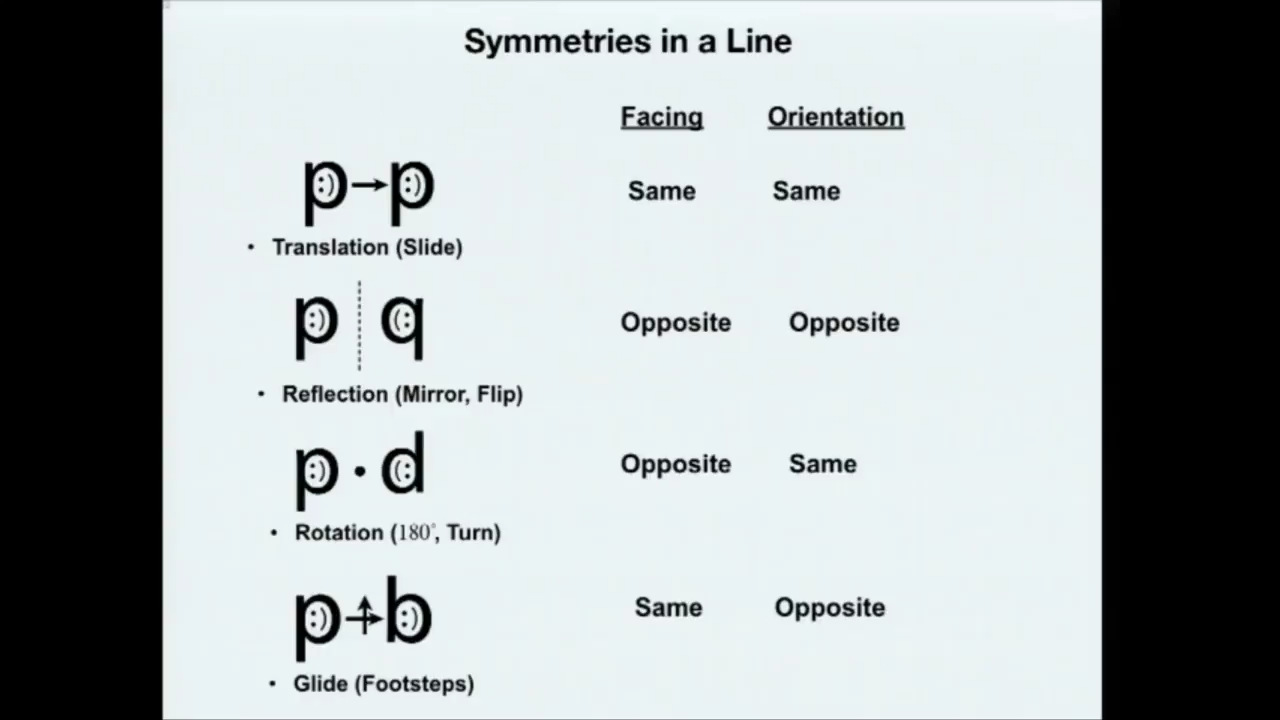 Symmetries in a Line
Facing Orientation
p:)→p:) Same Same
• Translation (Slide)
p:) q(: Opposite Opposite
• Reflection (Mirror, Flip)
p:) • d(: Opposite Same
• Rotation (180°, Turn)
p:) b:) Same Opposite
• Glide (Footsteps)